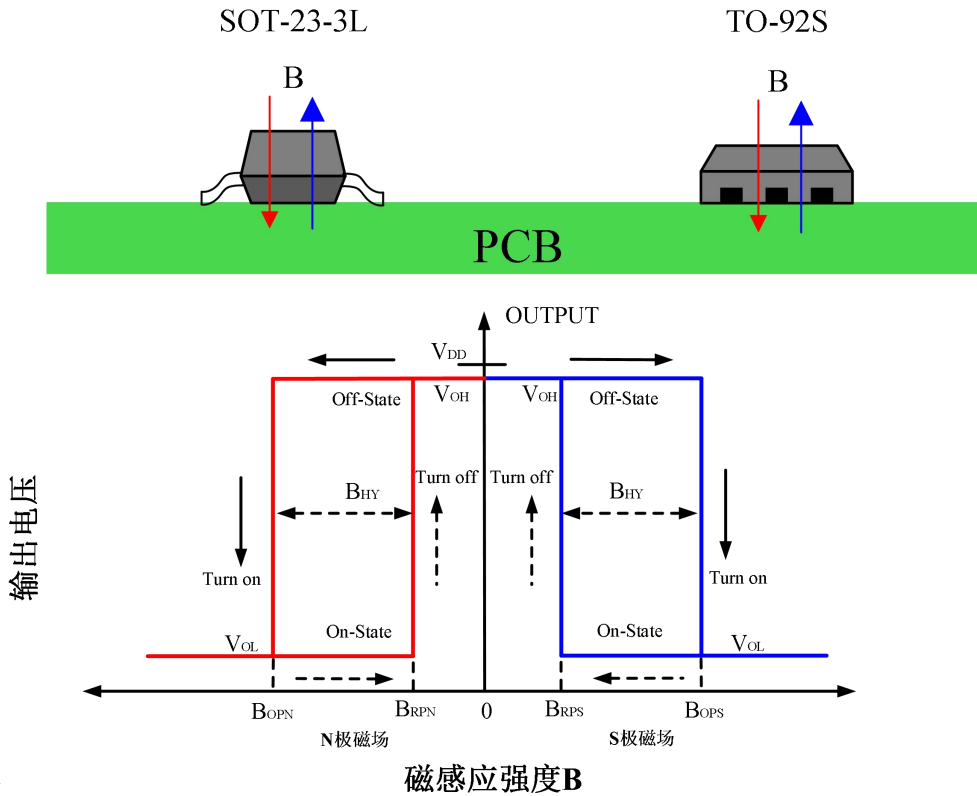 SOT-23-3L
TO-92S
B
B
PCB
OUTPUT
VDD
VOH
VOH
Off-State
Off-State
Turn off
Turn off
BHY
BHY
Turn on
Turn on
On-State
On-State
VOL
VOL
BOPN
BRPN
0
BRPS
BOPS
N极磁场
S极磁场
输出电压
磁感应强度B